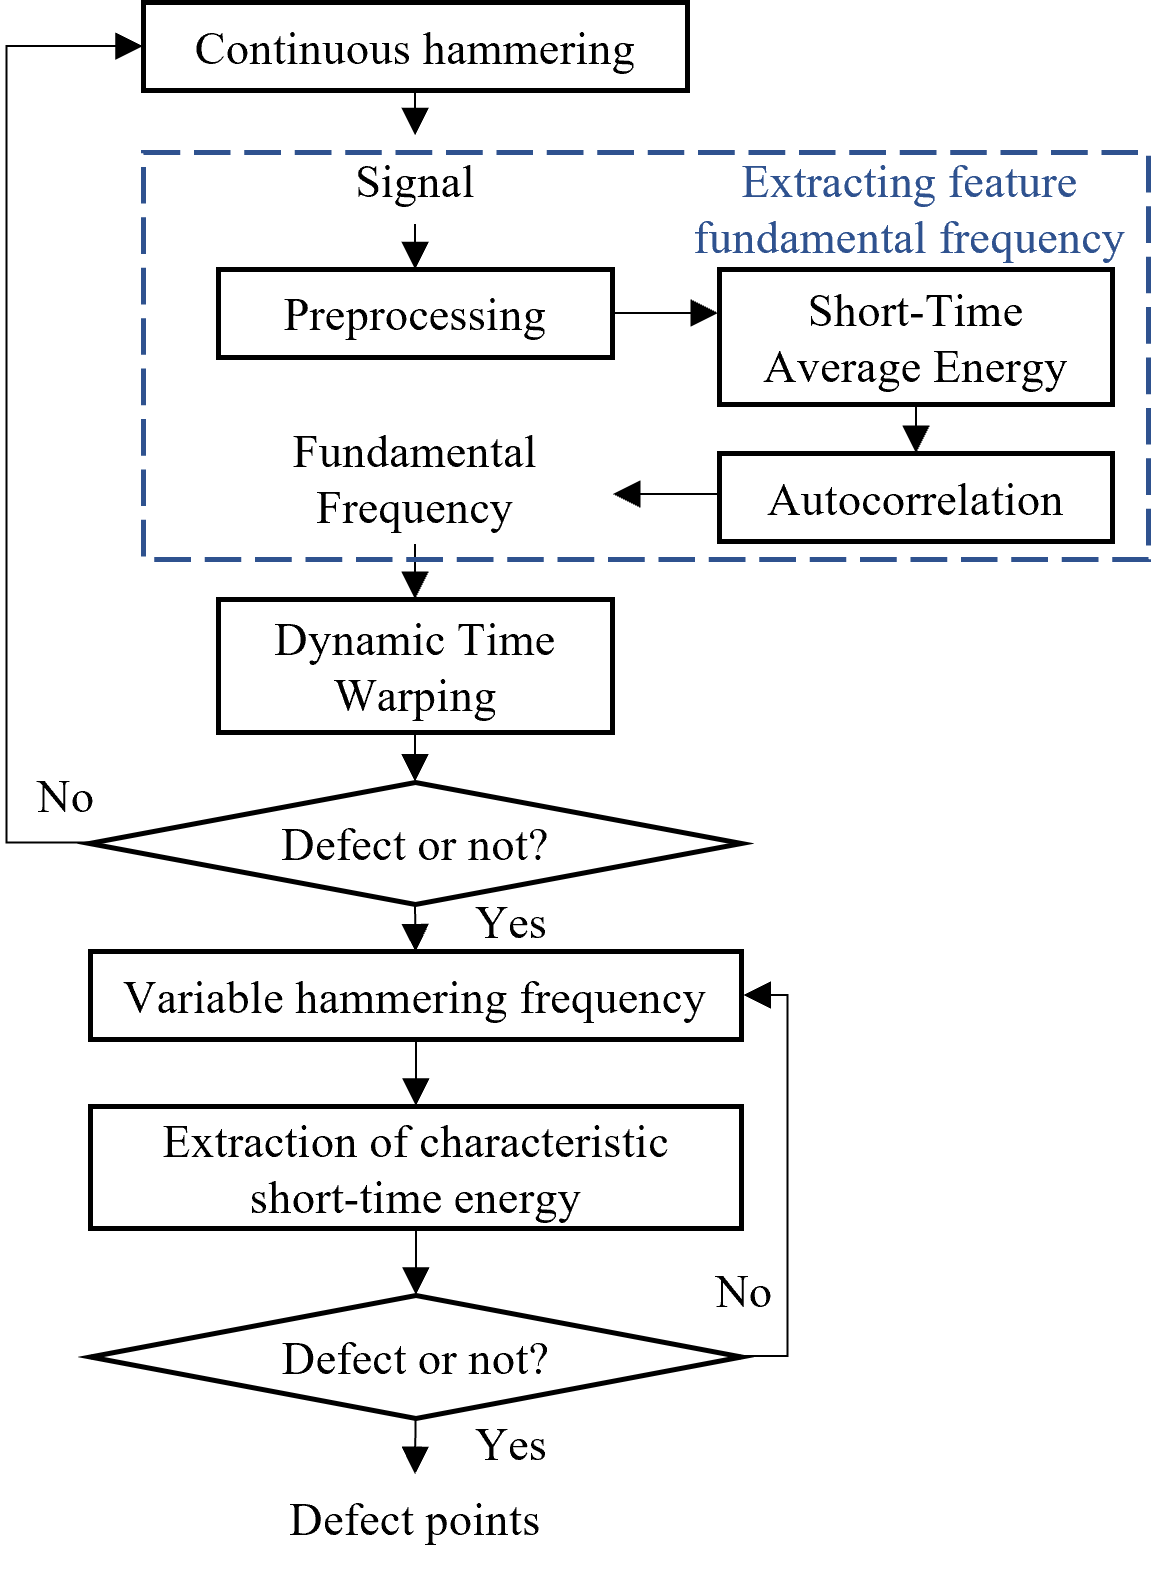 Continuous hammering
Signal
Extracting feature
fundamental frequency
Preprocessing
Short-Time
Average Energy
Autocorrelation
Fundamental
Frequency
Dynamic Time
Warping
No
Defect or not?
Yes
Variable hammering frequency
Extraction of characteristic
short-time energy
No
Defect or not?
Yes
Defect points